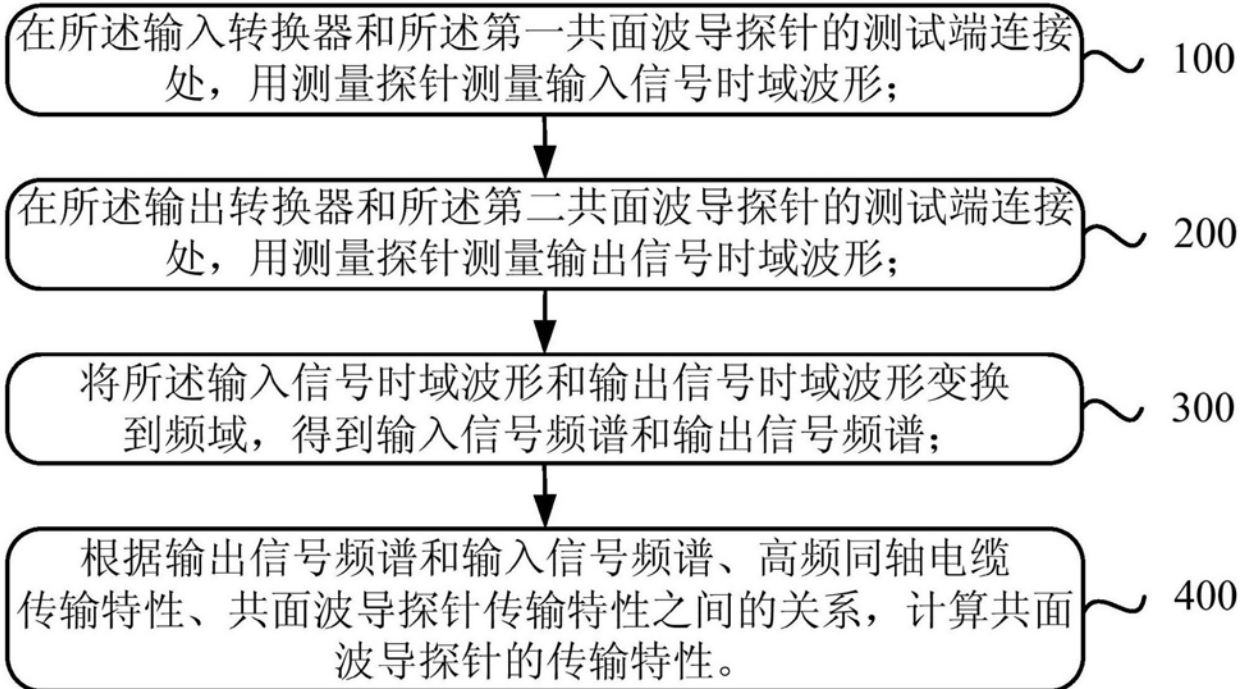 在所述输入转换器和所述第一共面波导探针的测试端连接
处，用测量探针测量输入信号时域波形；
100
在所述输出转换器和所述第二共面波导探针的测试端连接
处，用测量探针测量输出信号时域波形；
200
将所述输入信号时域波形和输出信号时域波形变换
到频域，得到输入信号频谱和输出信号频谱；
300
根据输出信号频谱和输入信号频谱、高频同轴电缆
传输特性、共面波导探针传输特性之间的关系，计算共面
波导探针的传输特性。
400